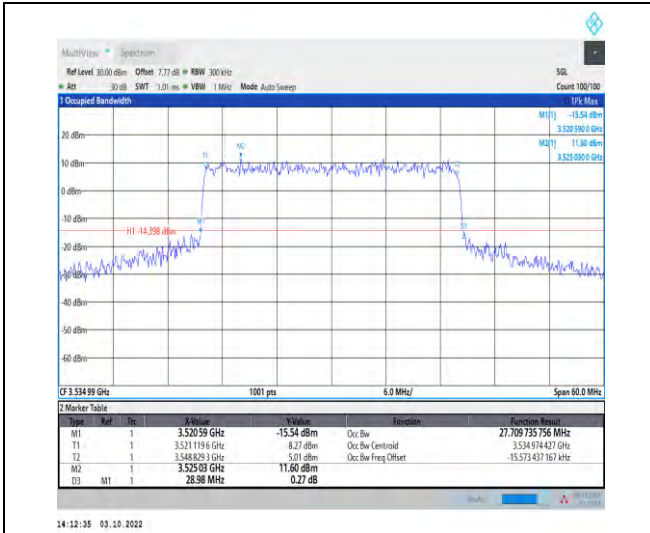 MultiView Spektrum
Ref Level 30.00 dBm Offset 7.77 dB RBW 300 kHz SGL
Att 30 dB SWT 1.01 ms VBW 1 MHz Mode Auto Sweep Count 100/100
1 Occupied Bandwidth 1Pk Max
M1[1] -15.54 dBm
3.520 590 0 GHz
M2[1] 11.60 dBm
3.525 030 0 GHz
20 dBm
M2
T1
10 dBm
0 dBm
-10 dBm
M1
H1 -14.398 dBm
D3
-40 dBm
-50 dBm
-60 dBm
CF 3.534 99 GHz 1001 pts 6.0 MHz/ Span 60.0 MHz
2 Marker Table
Type Ref Trc X-Value Y-Value Function Function Result
M1 1 3.520 59 GHz -15.54 dBm Occ Bw 27.709 735 756 MHz
T1 1 3.521 119 6 GHz 8.27 dBm Occ Bw Centroid 3.534 974 427 GHz
T2 1 3.548 829 3 GHz 5.01 dBm Occ Bw Freq Offset -15.573 437 167 kHz
M2 1 3.525 03 GHz 11.60 dBm
D3 M1 1 28.98 MHz 0.27 dB
14:12:35 03.10.2022